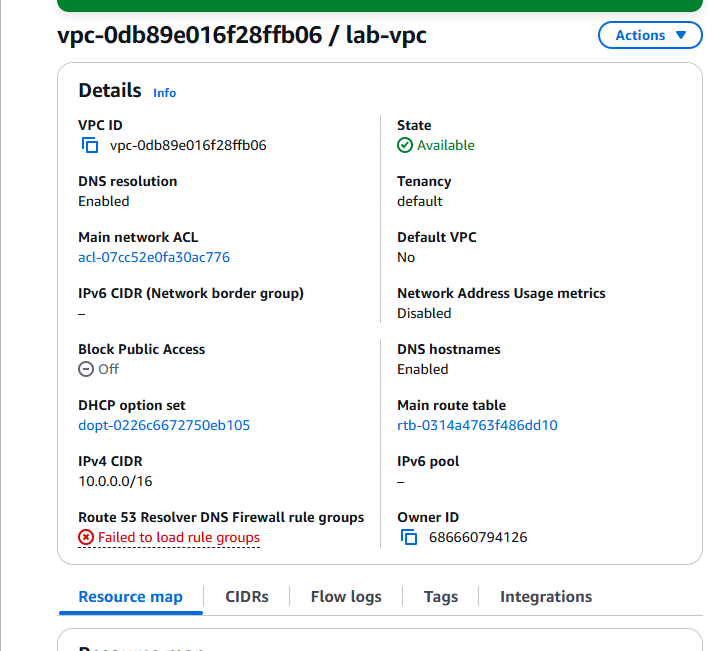 vpc-0db89e016f28ffb06 / lab-vpc
Actions
Details Info
VPC ID
vpc-0db89e016f28ffb06
State
Available
DNS resolution
Enabled
Tenancy
default
Main network ACL
acl-07cc52e0fa30ac776
Default VPC
No
IPv6 CIDR (Network border group)
–
Network Address Usage metrics
Disabled
Block Public Access
Off
DNS hostnames
Enabled
DHCP option set
dopt-0226c6672750eb105
Main route table
rtb-0314a4763f486dd10
IPv4 CIDR
10.0.0.0/16
IPv6 pool
–
Route 53 Resolver DNS Firewall rule groups
Failed to load rule groups
Owner ID
686660794126
Resource map
CIDRs
Flow logs
Tags
Integrations
Resource map